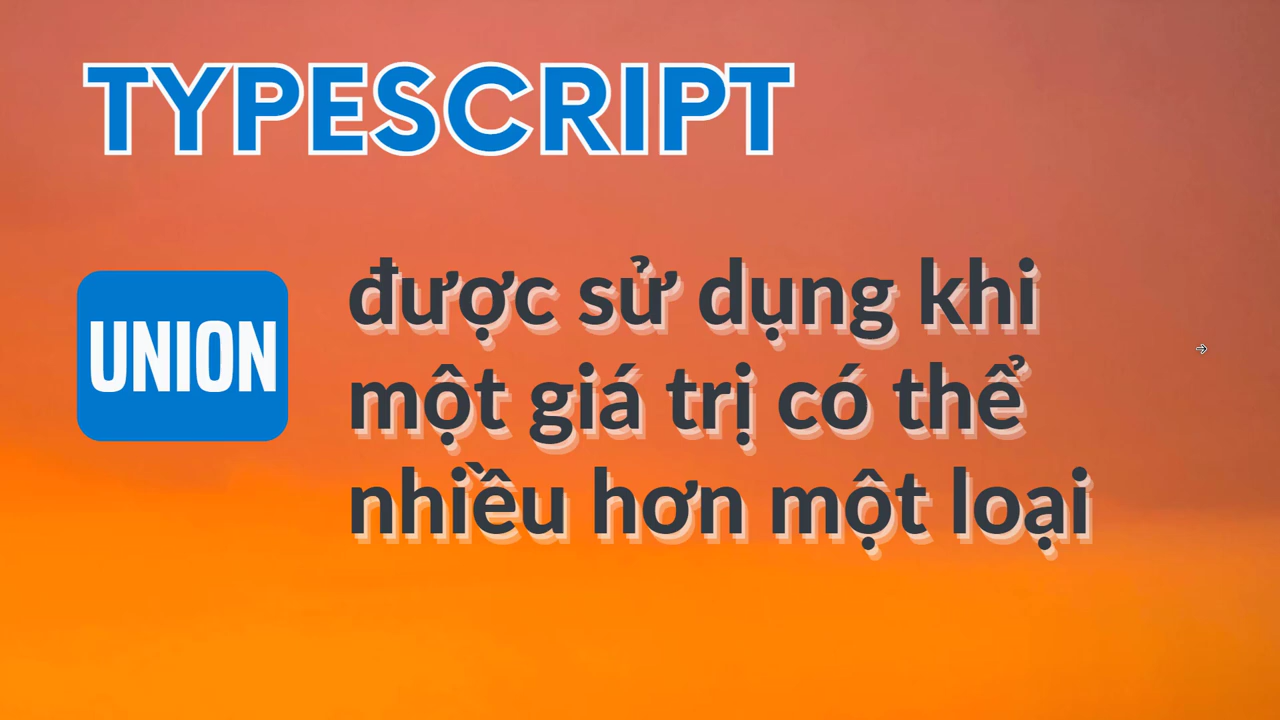 TYPESCRIPT
UNION
được sử dụng khi
một giá trị có thể
nhiều hơn một loại